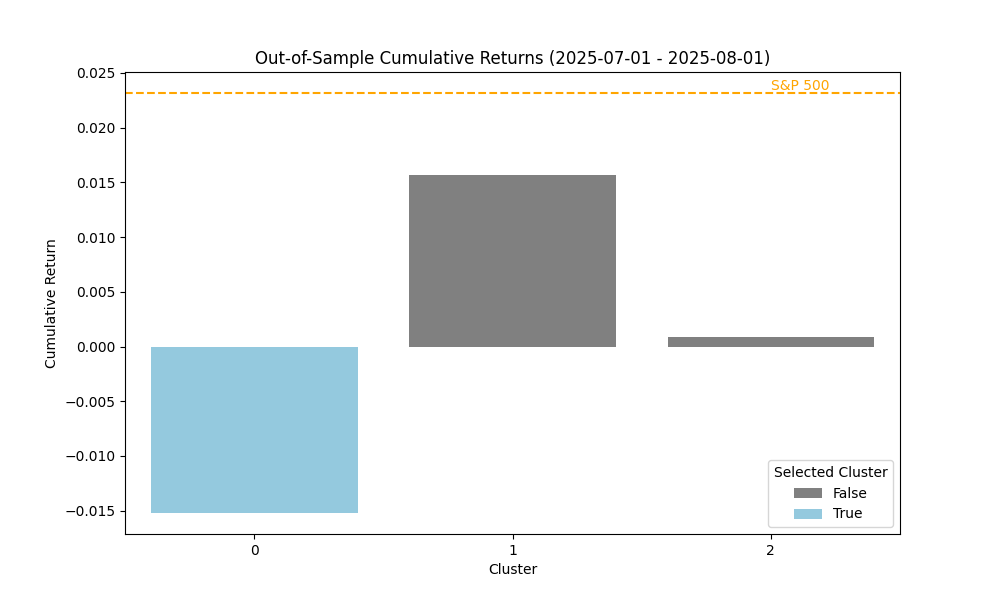 Out-of-Sample Cumulative Returns (2025-07-01 - 2025-08-01)
Cumulative Return
0.025
0.020
0.015
0.010
0.005
0.000
−0.005
−0.010
−0.015
S&P 500
Selected Cluster
False
True
0 1 2
Cluster